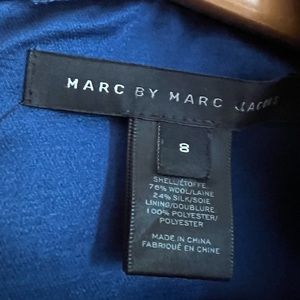 MARC BY MARC JACOBS
8
SHELL/ÉTOFFE
76% WOOL/LAINE
24% SILK/SOIE
LINING/DOUBLURE
100% POLYESTER/
POLYESTER
MADE IN CHINA
FABRIQUÉ EN CHINE